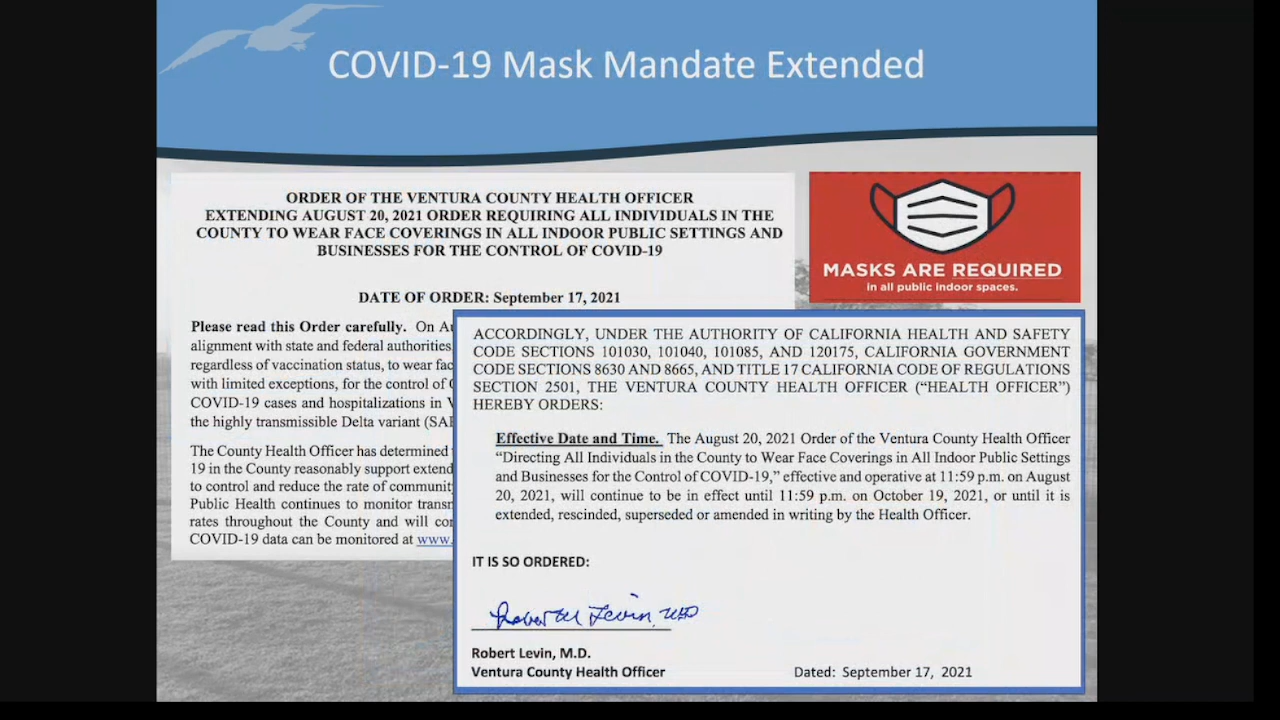 COVID-19 Mask Mandate Extended
ORDER OF THE VENTURA COUNTY HEALTH OFFICER
EXTENDING AUGUST 20, 2021 ORDER REQUIRING ALL INDIVIDUALS IN THE
COUNTY TO WEAR FACE COVERINGS IN ALL INDOOR PUBLIC SETTINGS AND
BUSINESSES FOR THE CONTROL OF COVID-19
DATE OF ORDER: September 17, 2021
Please read this Order carefully. On
alignment with state and federal authorities,
regardless of vaccination status, to wear
with limited exceptions, for the control of
COVID-19 cases and hospitalizations in
the highly transmissible Delta variant
The County Health Officer has determined
19 in the County reasonably support
to control and reduce the rate of
Public Health continues to monitor
rates throughout the County and will
COVID-19 data can be monitored at www.
MASKS ARE REQUIRED
in all public indoor spaces.
ACCORDINGLY, UNDER THE AUTHORITY OF CALIFORNIA HEALTH AND SAFETY
CODE SECTIONS 101030, 101040, 101085, AND 120175, CALIFORNIA GOVERNMENT
CODE SECTIONS 8630 AND 8665, AND TITLE 17 CALIFORNIA CODE OF REGULATIONS
SECTION 2501, THE VENTURA COUNTY HEALTH OFFICER ("HEALTH OFFICER")
HEREBY ORDERS:
Effective Date and Time. The August 20, 2021 Order of the Ventura County Health Officer
"Directing All Individuals in the County to Wear Face Coverings in All Indoor Public Settings
and Businesses for the Control of COVID-19," effective and operative at 11:59 p.m. on August
20, 2021, will continue to be in effect until 11:59 p.m. on October 19, 2021, or until it is
extended, rescinded, superseded or amended in writing by the Health Officer.
IT IS SO ORDERED:
Robert Levin, MD
Robert Levin, M.D.
Ventura County Health Officer
Dated: September 17, 2021